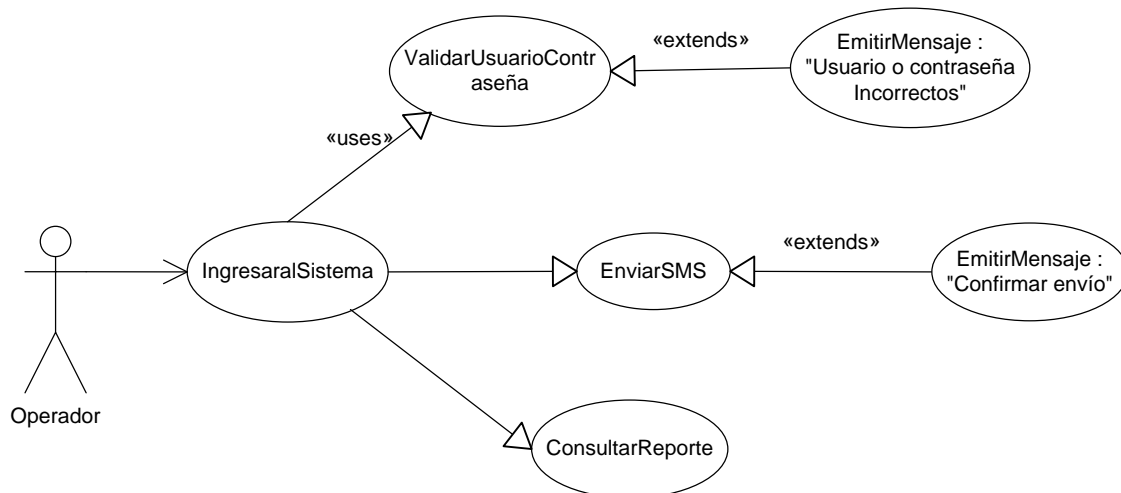 «extends»
ValidarUsuarioContr
aseña
EmitirMensaje :
"Usuario o contraseña
Incorrectos"
«uses»
IngresaralSistema
EnviarSMS
«extends»
EmitirMensaje :
"Confirmar envío"
Operador
ConsultarReporte